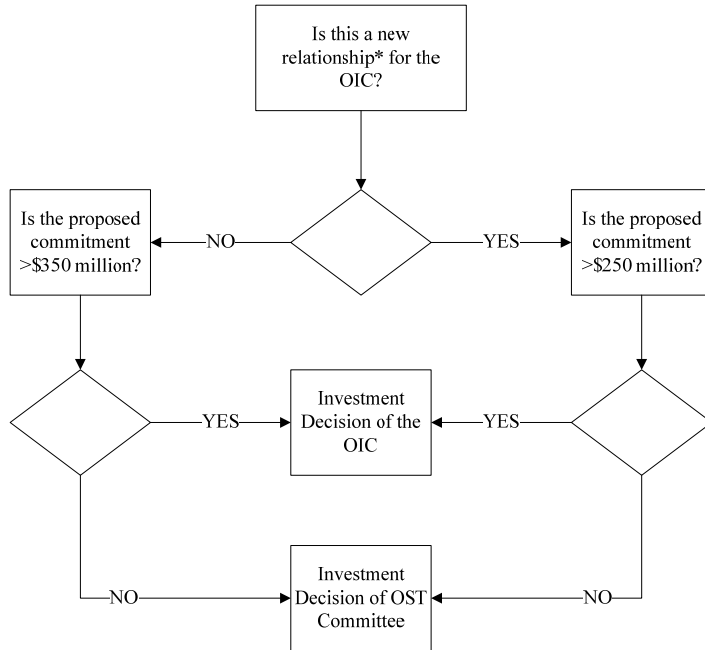 Is this a new
relationship* for the
OIC?
Is the proposed
commitment
>$350 million?
NO
YES
Is the proposed
commitment
>$250 million?
YES
Investment
Decision of the
OIC
YES
NO
Investment
Decision of OST
Committee
NO